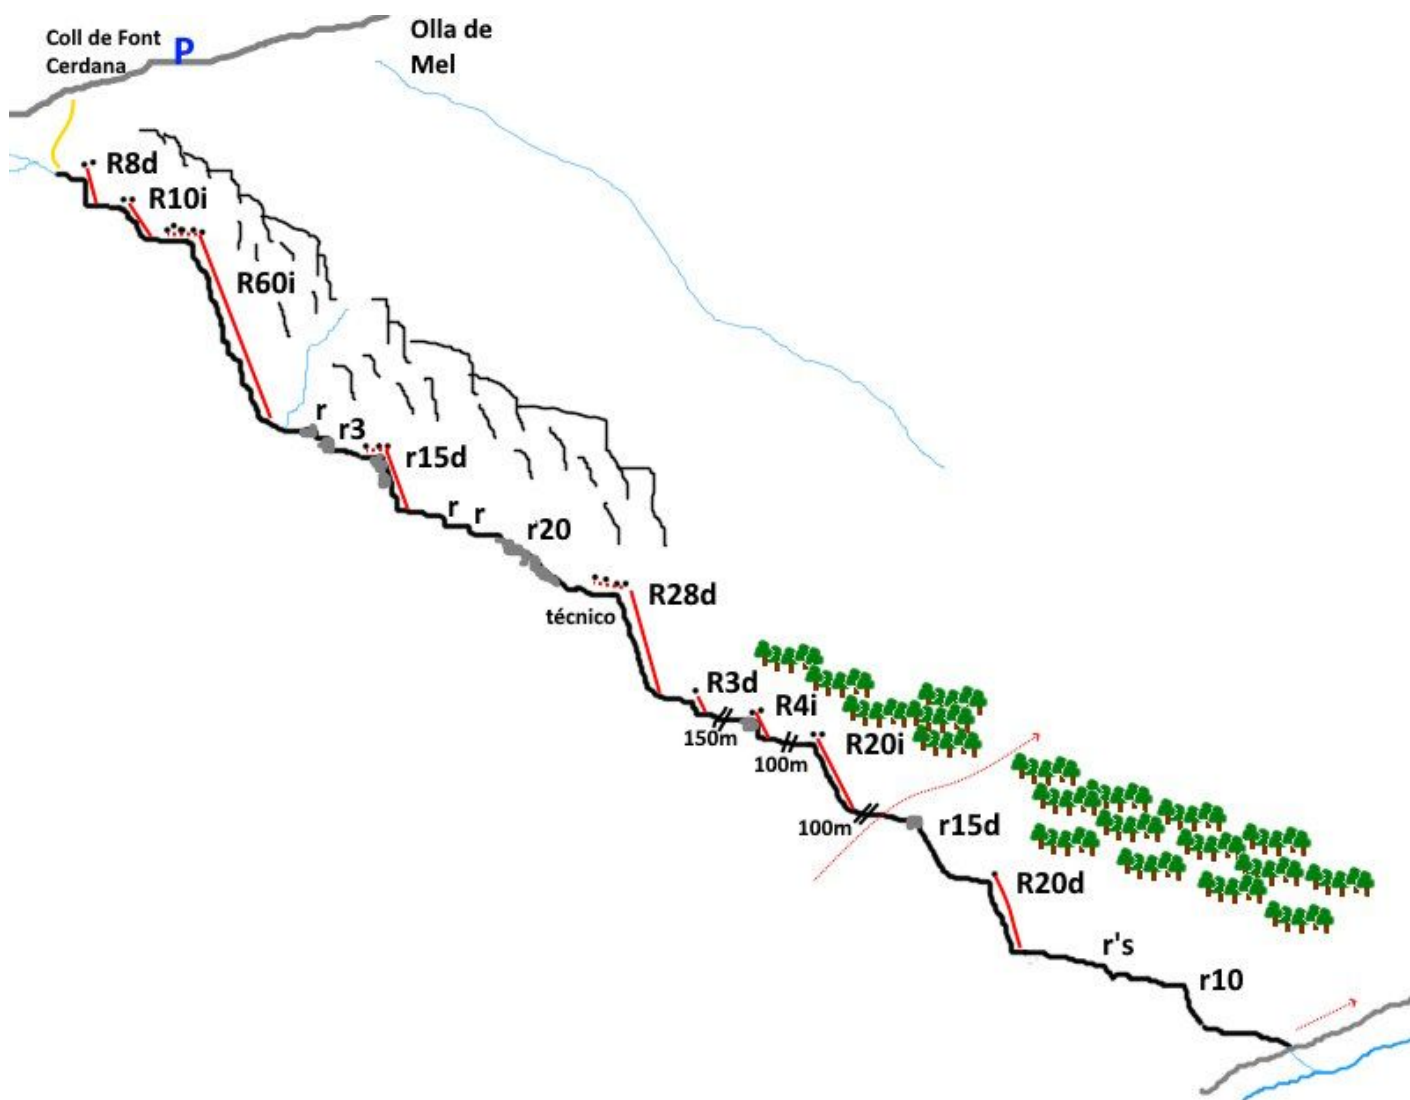 Coll de Font
Cerdana
P
Olla de
Mel
R8d
R10i
R60i
r
r3
r15d
r
r
r20
técnico
R28d
R3d
150m
R4i
100m
R20i
100m
r15d
R20d
r's
r10